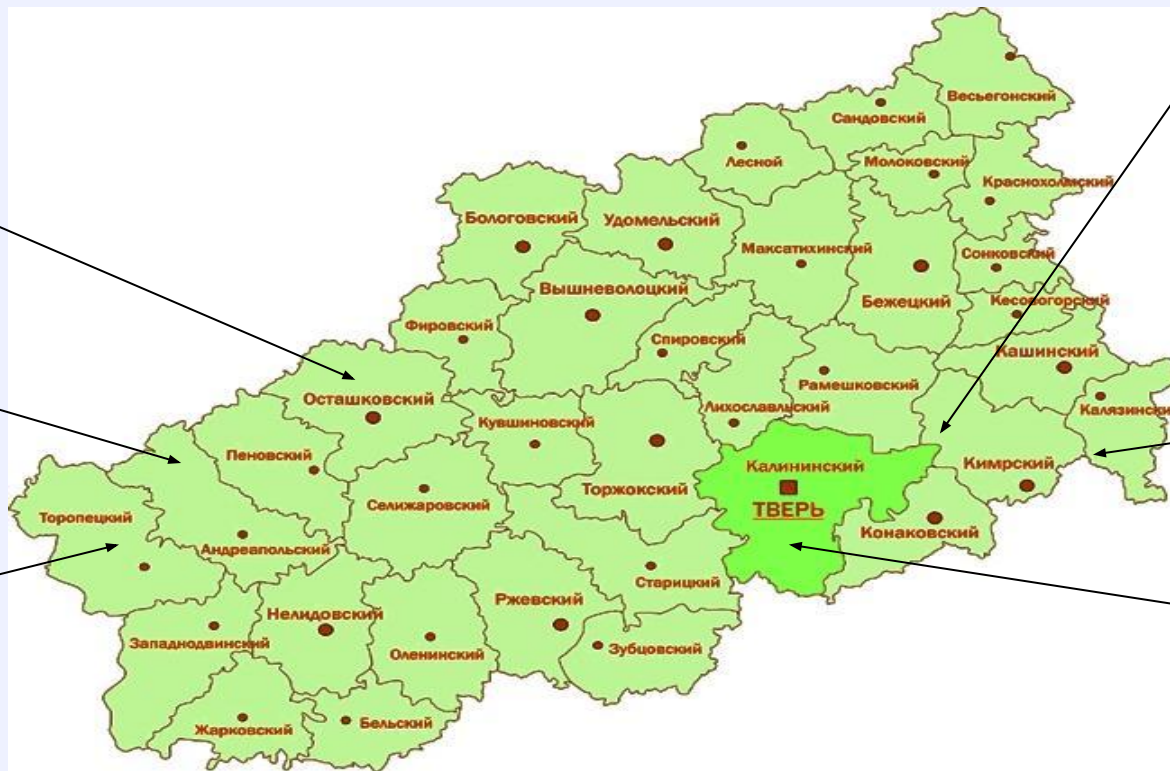 Весьегонский
Сандовский
Лесной
Молоковский
Краснохолмский
Бологовский
Удомельский
Максатихинский
Сонковский
Вышневолоцкий
Бежецкий
Кесовогорский
Фировский
Спировский
Кашинский
Рамешковский
Осташковский
Лихославльский
Калязински
Кувшиновский
Пеновский
Калининский
Кимрский
Торжокский
Селижаровский
ТВЕРЬ
Торопецкий
Конаковский
Андреапольский
Старицкий
Ржевский
Нелидовский
Западнодвинский
Зубцовский
Оленинский
Бельский
Жарковский